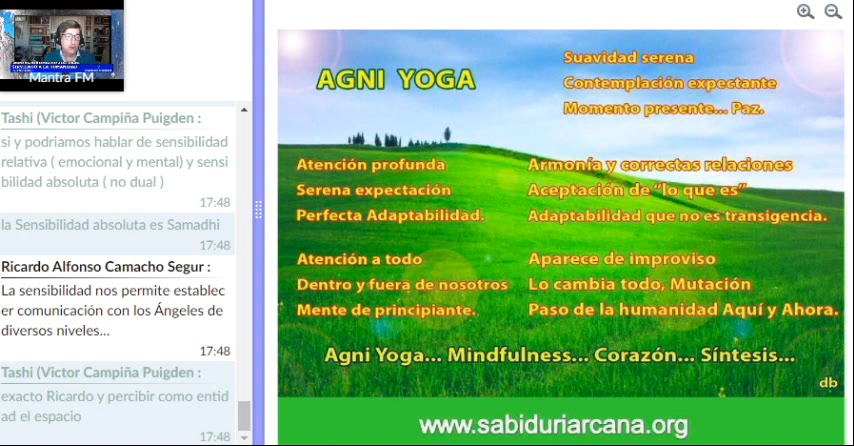 SIRVIENDO A LA HUMANIDAD
Mantra FM
Tashi (Victor Campiña Puigden :
si y podriamos hablar de sensibilidad
relativa ( emocional y mental) y sensi
bilidad absoluta ( no dual )
17:48
la Sensibilidad absoluta es Samadhi
17:48
Ricardo Alfonso Camacho Segur :
La sensibilidad nos permite establec
er comunicación con los Ángeles de
diversos niveles...
17:48
Tashi (Victor Campiña Puigden :
exacto Ricardo y percibir como entid
ad el espacio
17:48
AGNI YOGA
Suavidad serena
Contemplación expectante
Momento presente... Paz.
Atención profunda
Serena expectación
Perfecta Adaptabilidad.
Armonía y correctas relaciones
Aceptación de "lo que es"
Adaptabilidad que no es transigencia.
Atención a todo
Dentro y fuera de nosotros
Mente de principiante.
Aparece de improviso
Lo cambia todo, Mutación
Paso de la humanidad Aquí y Ahora.
Agni Yoga... Mindfulness... Corazón... Síntesis...
db
www.sabiduriarcana.org